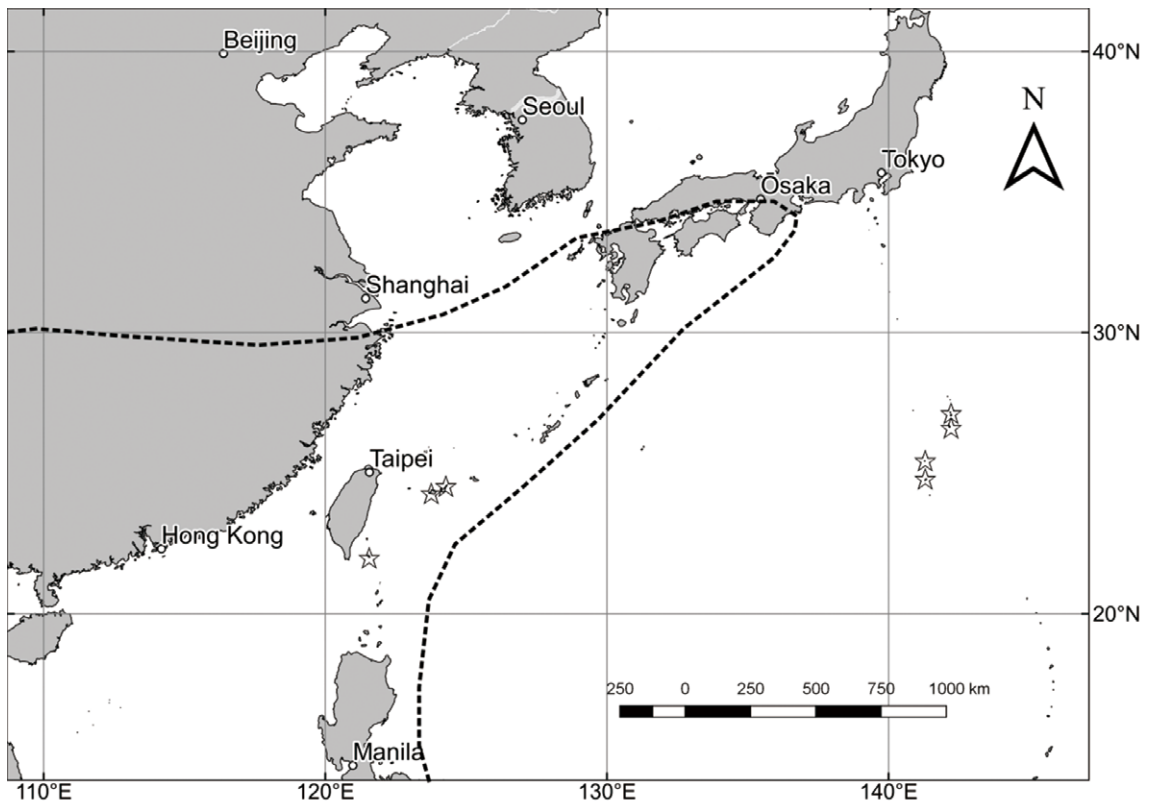 Beijing
40°N
N
Seoul
Tokyo
Ōsaka
Shanghai
30°N
Taipei
Hong Kong
20°N
250 0 250 500 750 1000 km
Manila
110°E 120°E 130°E 140°E